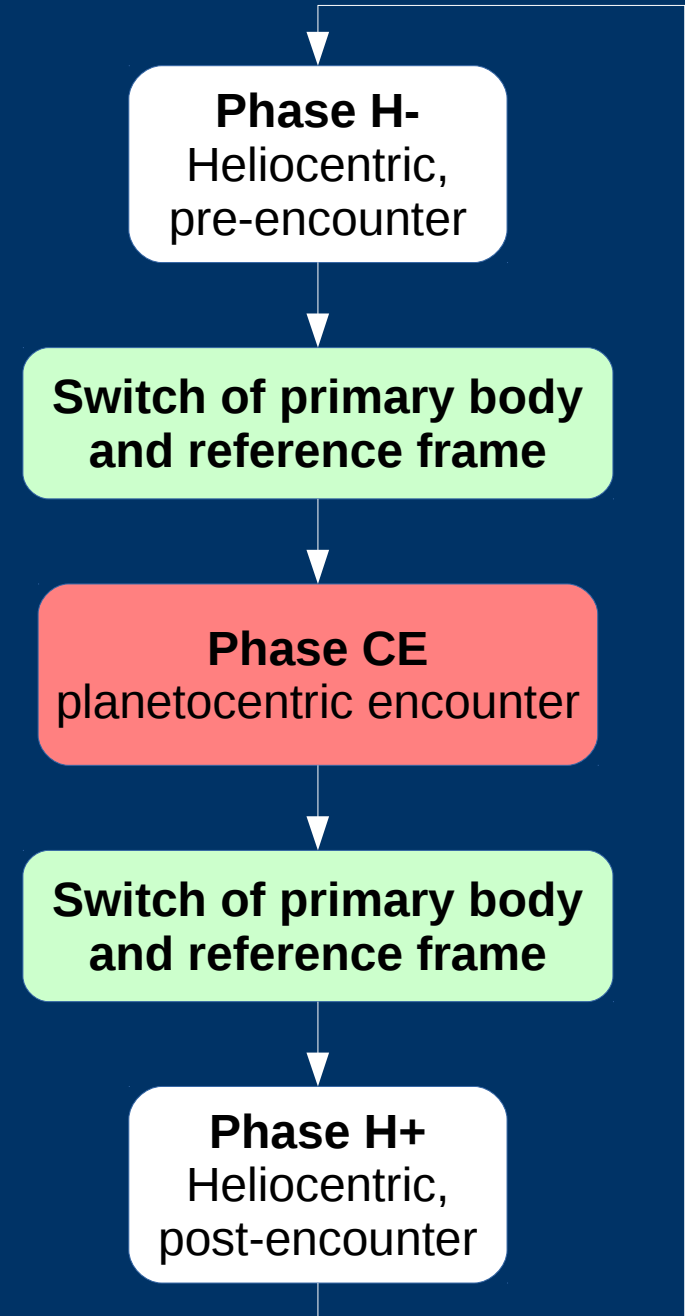 Phase H-
Heliocentric,
pre-encounter
Switch of primary body
and reference frame
Phase CE
planetocentric encounter
Switch of primary body
and reference frame
Phase H+
Heliocentric,
post-encounter